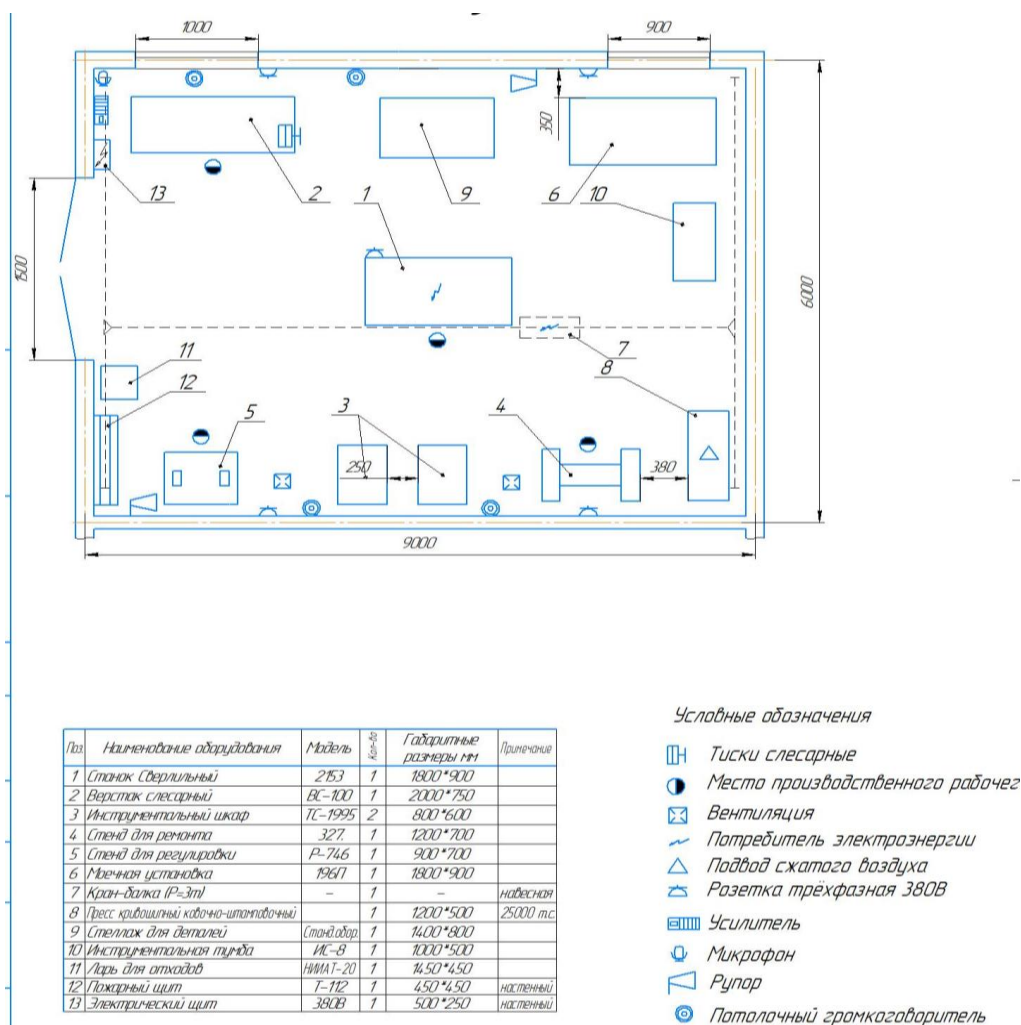 1000
900
350
13
2
1
9
6
10
1500
6000
11
12
7
8
5
3
4
250
380
9000
Поз. Наименование оборудования Модель Кол-во Габаритные размеры мм Примечание
1 Станок Сверлильный 2153 1 1800*900
2 Верстак слесарный ВС-100 1 2000*750
3 Инструментальный шкаф ТС-1995 2 800*600
4 Стенд для ремонта 327. 1 1200*700
5 Стенд для регулировки Р-746 1 900*700
6 Моечная установка 196П 1 1800*900
7 Кран-балка (Р=3т) – 1 – навесная
8 Пресс кривошипный ковочно-штамповочный 1 1200*500 25000 т.с.
9 Стеллаж для деталей Станд.обор. 1 1400*800
10 Инструментальная тумба ИС-8 1 1000*500
11 Ларь для отходов НИИАТ-20 1 1450*450
12 Пожарный щит Т-112 1 450*450 настенный
13 Электрический щит 380В 1 500*250 настенный
Условные обозначения
Тиски слесарные
Место производственного рабочег
Вентиляция
Потребитель электроэнергии
Подвод сжатого воздуха
Розетка трёхфазная 380В
Усилитель
Микрофон
Рупор
Потолочный громкоговоритель